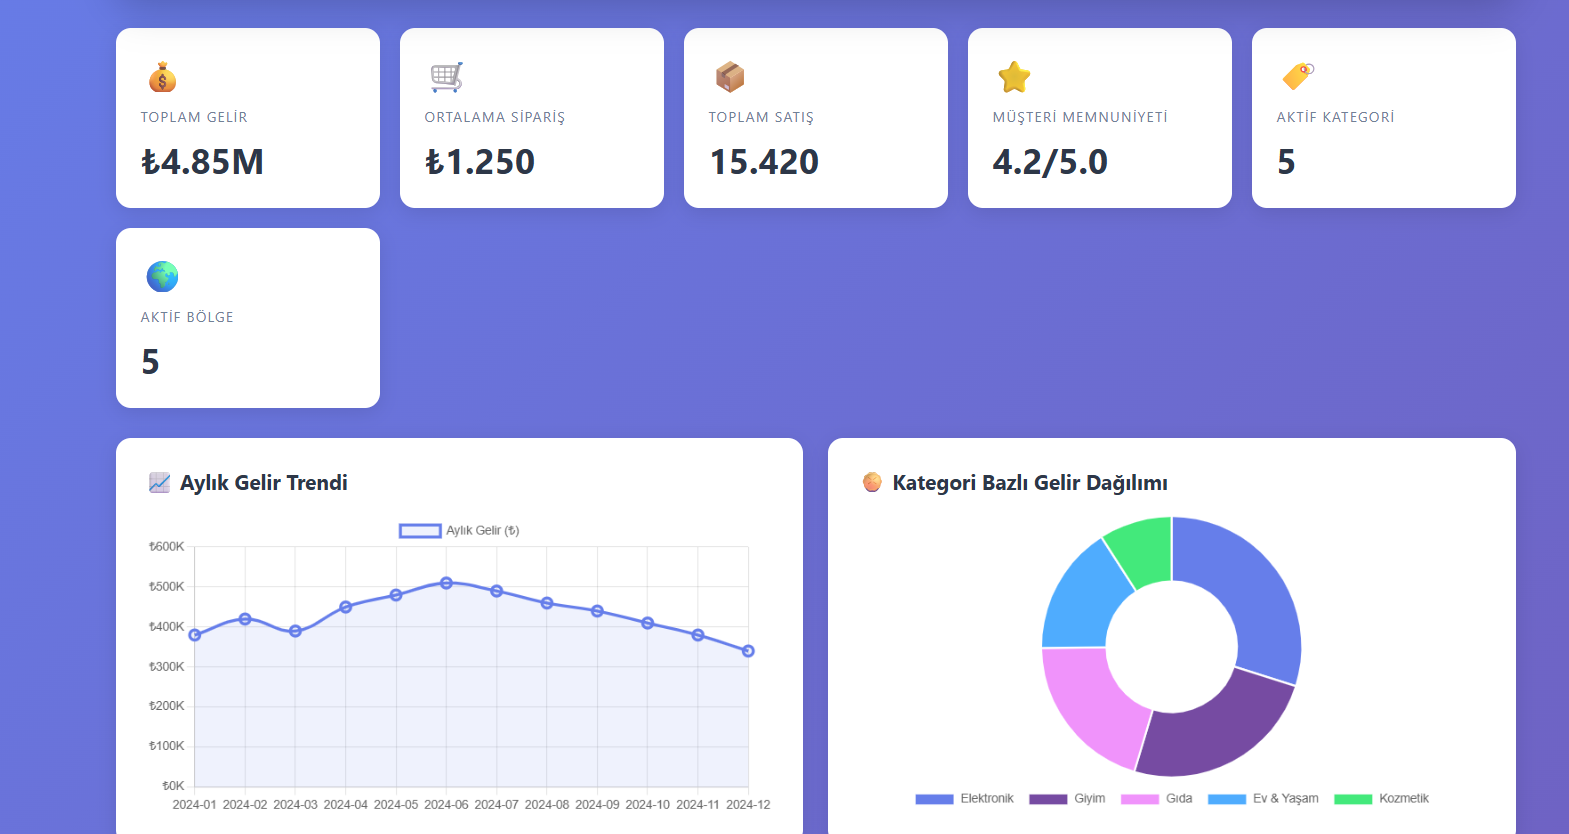 TOPLAM GELİR
₺4.85M
ORTALAMA SİPARİŞ
₺1.250
TOPLAM SATIŞ
15.420
MÜŞTERİ MEMNUNİYETİ
4.2/5.0
AKTİF KATEGORİ
5
AKTİF BÖLGE
5
Aylık Gelir Trendi
Aylık Gelir (₺)
₺600K
₺500K
₺400K
₺300K
₺200K
₺100K
₺0K
2024-01 2024-02 2024-03 2024-04 2024-05 2024-06 2024-07 2024-08 2024-09 2024-10 2024-11 2024-12
Kategori Bazlı Gelir Dağılımı
Elektronik Giyim Gıda Ev & Yaşam Kozmetik